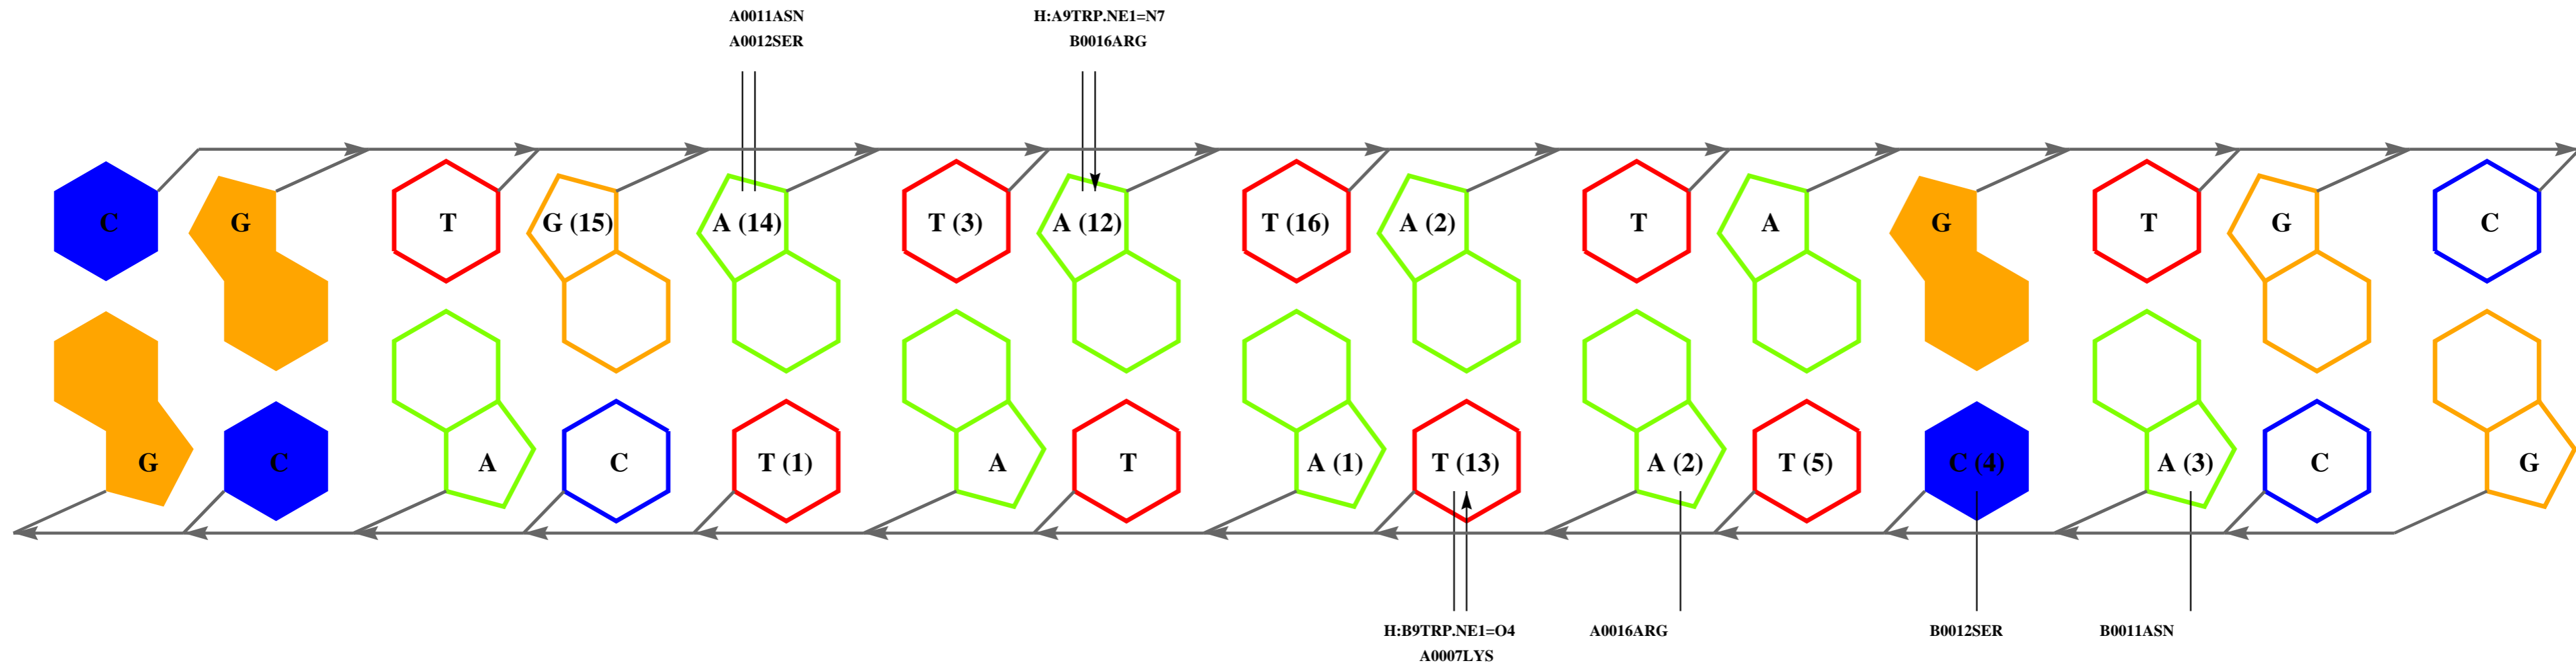 A0011ASN
A0012SER
H:A9TRP.NE1=N7
B0016ARG
C G T G (15) A (14) T (3) A (12) T (16) A (2) T A G T G C
G C A C T (1) A T A (1) T (13) A (2) T (5) C (4) A (3) C G
H:B9TRP.NE1=O4
A0007LYS
A0016ARG
B0012SER
B0011ASN